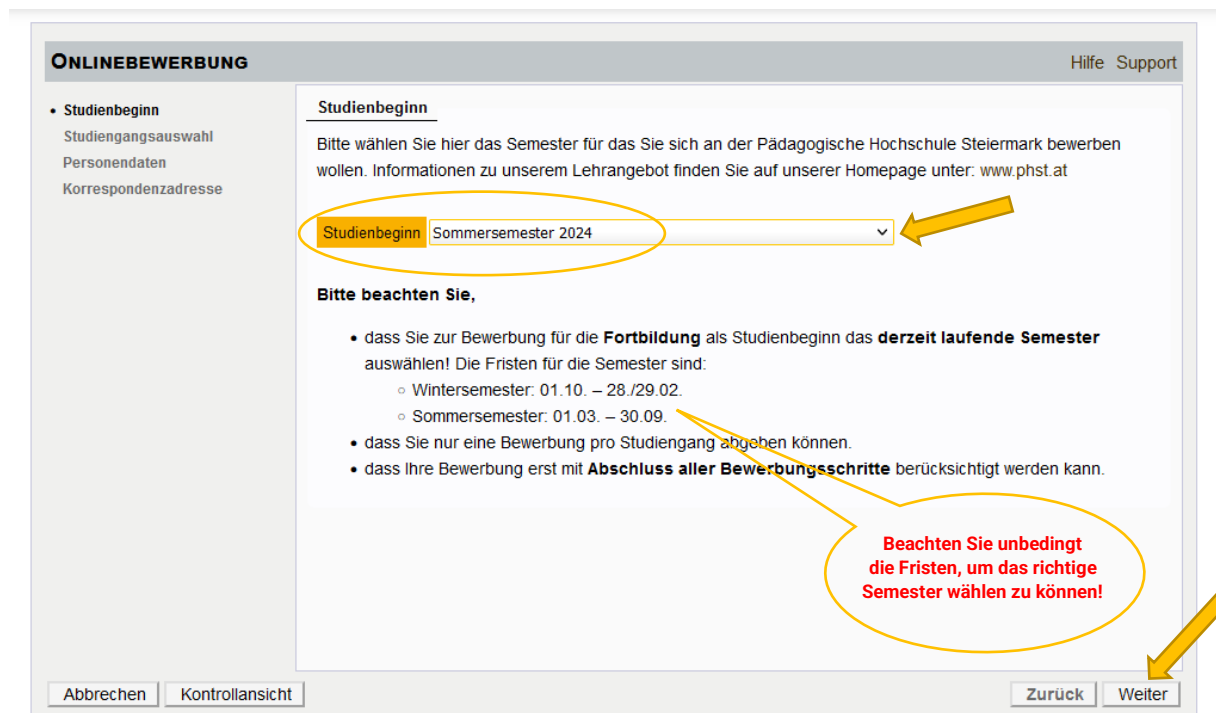 ONLINEBEWERBUNG
Hilfe Support
• Studienbeginn
Studiengangsauswahl
Personendaten
Korrespondenzadresse
Studienbeginn
Bitte wählen Sie hier das Semester für das Sie sich an der Pädagogische Hochschule Steiermark bewerben
wollen. Informationen zu unserem Lehrangebot finden Sie auf unserer Homepage unter: www.phst.at
Studienbeginn Sommersemester 2024
Bitte beachten Sie,
• dass Sie zur Bewerbung für die Fortbildung als Studienbeginn das derzeit laufende Semester
auswählen! Die Fristen für die Semester sind:
◦ Wintersemester: 01.10. – 28./29.02.
◦ Sommersemester: 01.03. – 30.09.
• dass Sie nur eine Bewerbung pro Studiengang abgeben können.
• dass Ihre Bewerbung erst mit Abschluss aller Bewerbungsschritte berücksichtigt werden kann.
Beachten Sie unbedingt
die Fristen, um das richtige
Semester wählen zu können!
Abbrechen Kontrollansicht
Zurück Weiter